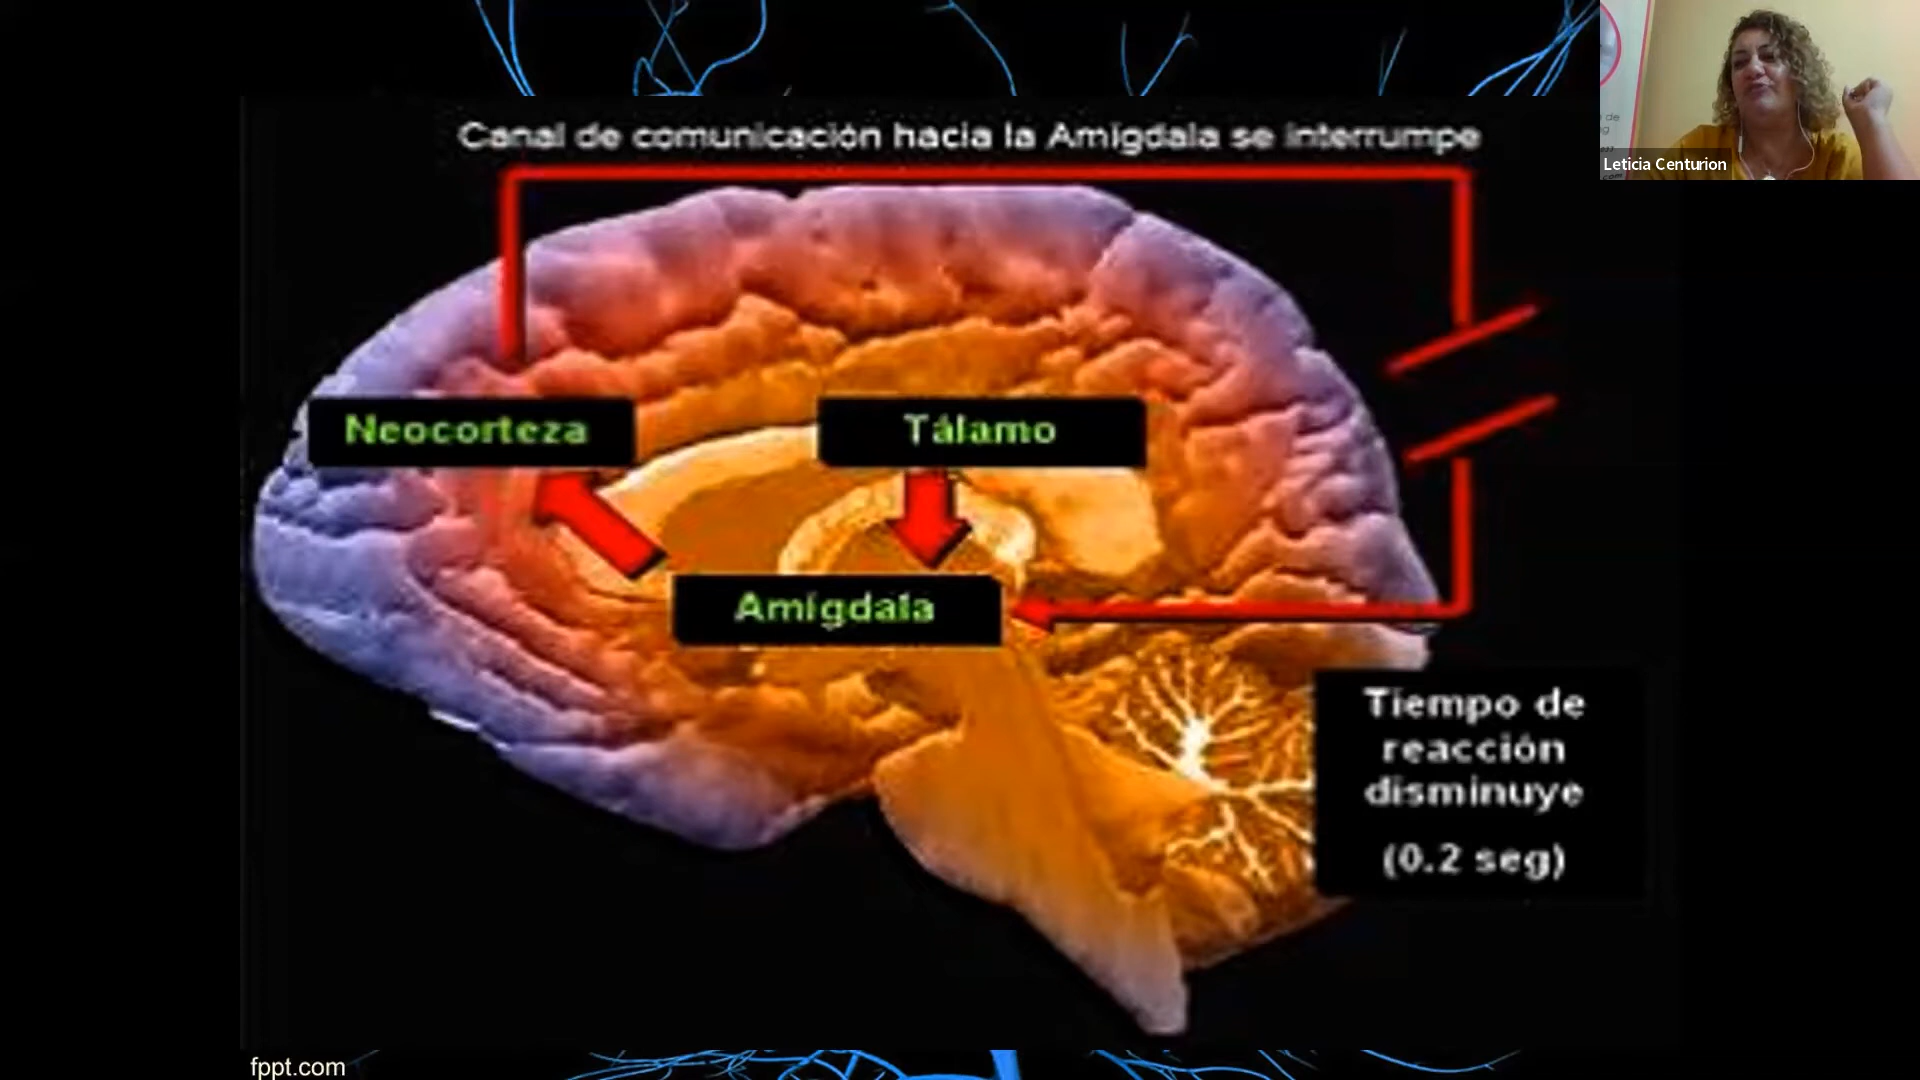 Canal de comunicación hacia la Amígdala se interrumpe
Leticia Centurion
Neocorteza
Tálamo
Amígdala
Tiempo de
reacción
disminuye
(0.2 seg)
fppt.com